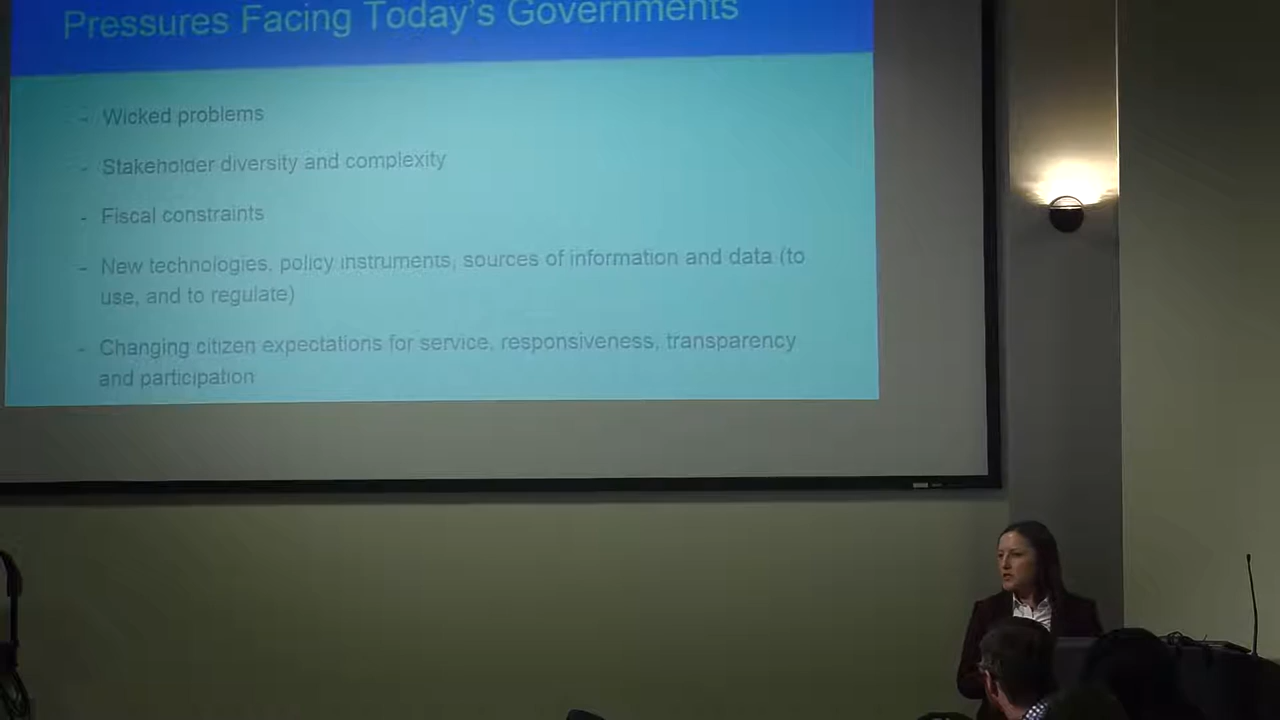 Pressures Facing Today's Governments
- Wicked problems
- Stakeholder diversity and complexity
- Fiscal constraints
- New technologies, policy instruments, sources of information and data (to
use, and to regulate)
- Changing citizen expectations for service, responsiveness, transparency
and participation